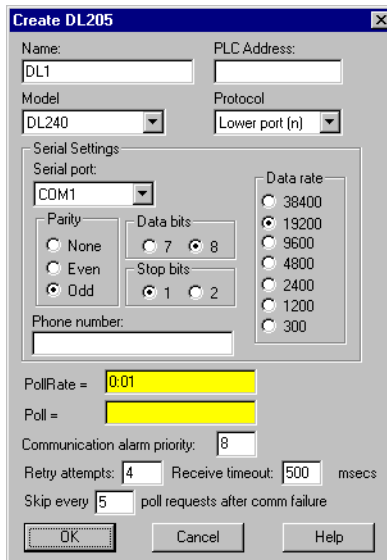 Create DL205
Name: PLC Address:
DL1
Model Protocol
DL240 Lower port (n)
Serial Settings
Serial port:
COM1
Data rate
38400
19200
9600
4800
2400
1200
300
Parity
None
Even
Odd
Data bits
7 8
Stop bits
1 2
Phone number:
PollRate = 0:01
Poll =
Communication alarm priority: 8
Retry attempts: 4 Receive timeout: 500 msecs
Skip every 5 poll requests after comm failure
OK Cancel Help